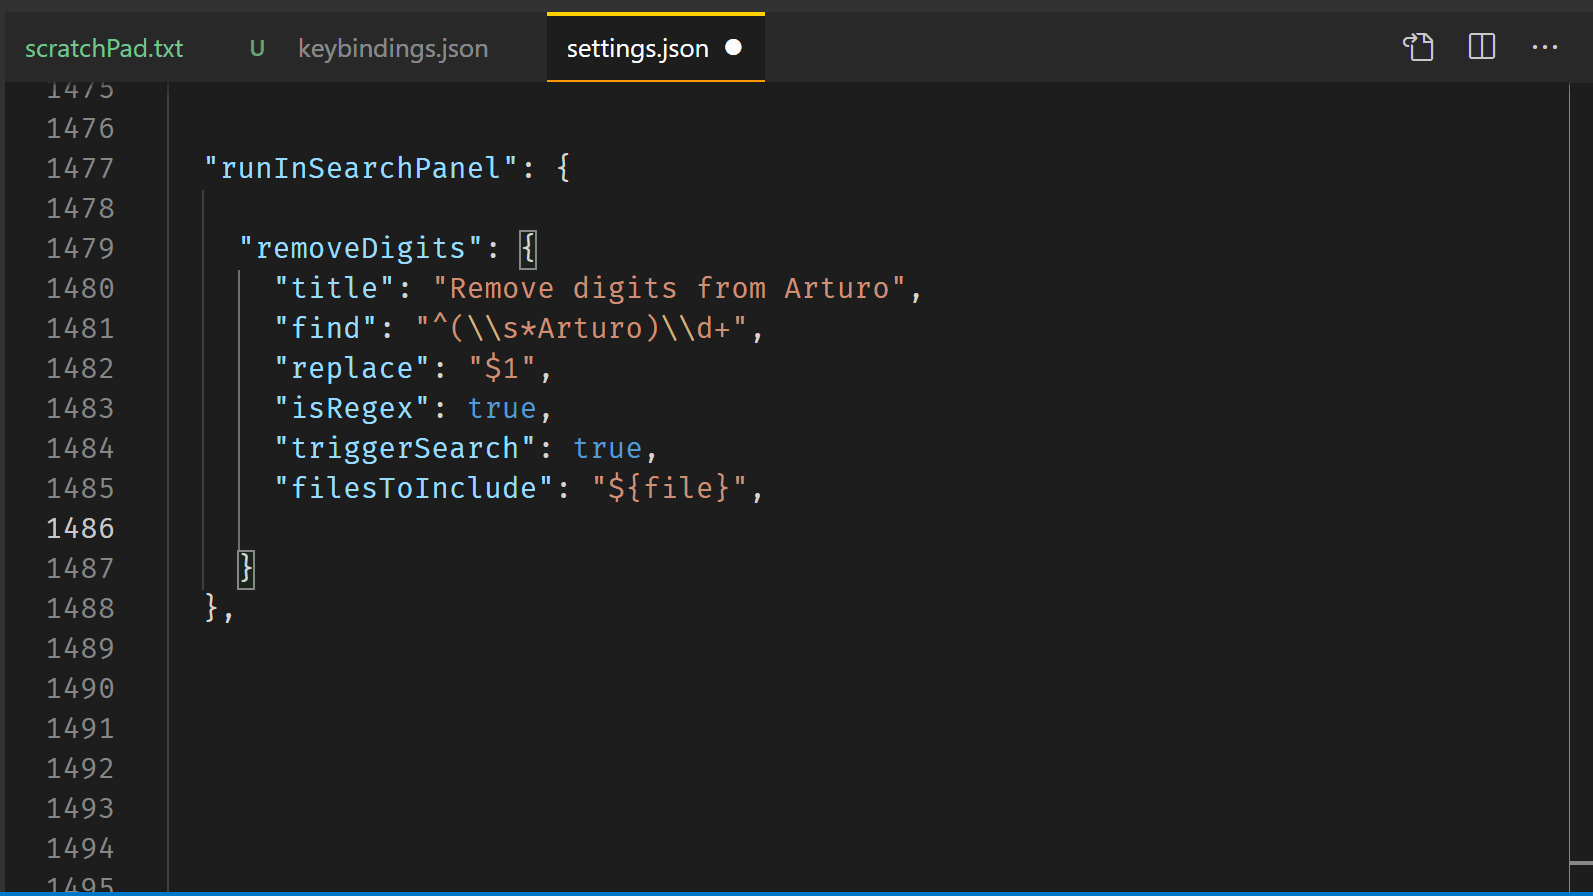 scratchPad.txt U keybindings.json settings.json
1475
1476
1477 "runInSearchPanel": {
1478
1479 "removeDigits": {
1480 "title": "Remove digits from Arturo",
1481 "find": "^(\\s*Arturo)\\d+",
1482 "replace": "$1",
1483 "isRegex": true,
1484 "triggerSearch": true,
1485 "filesToInclude": "${file}",
1486
1487 }
1488 },
1489
1490
1491
1492
1493
1494
1495